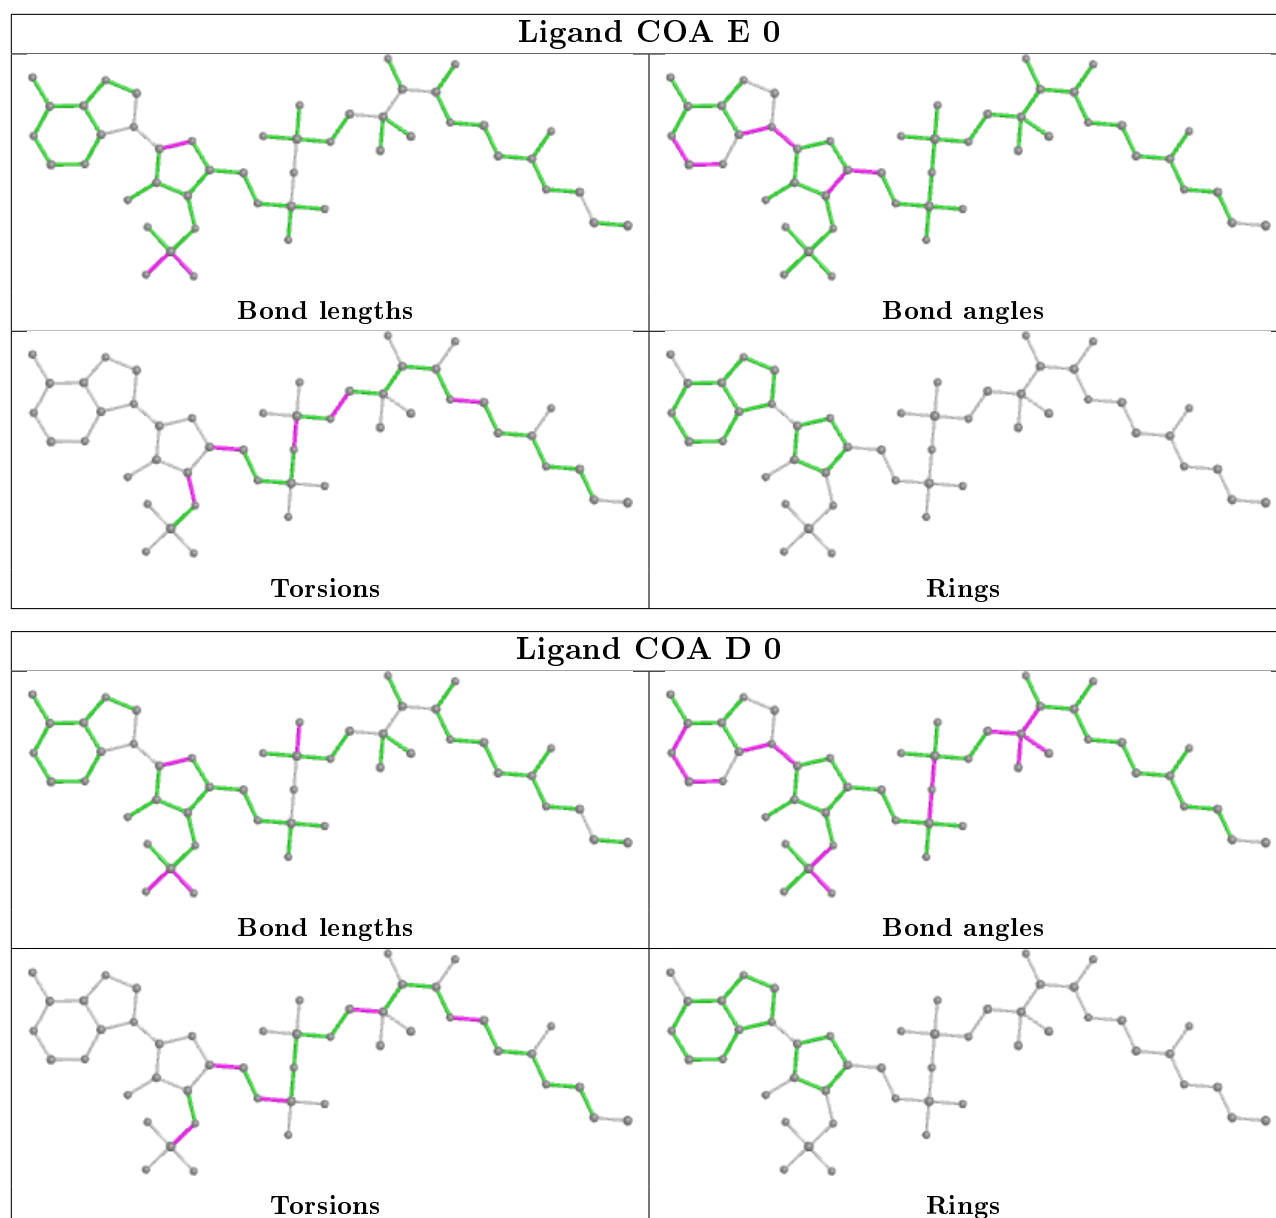 Ligand COA E 0
Bond lengths
Bond angles
Torsions
Rings
Ligand COA D 0
Bond lengths
Bond angles
Torsions
Rings